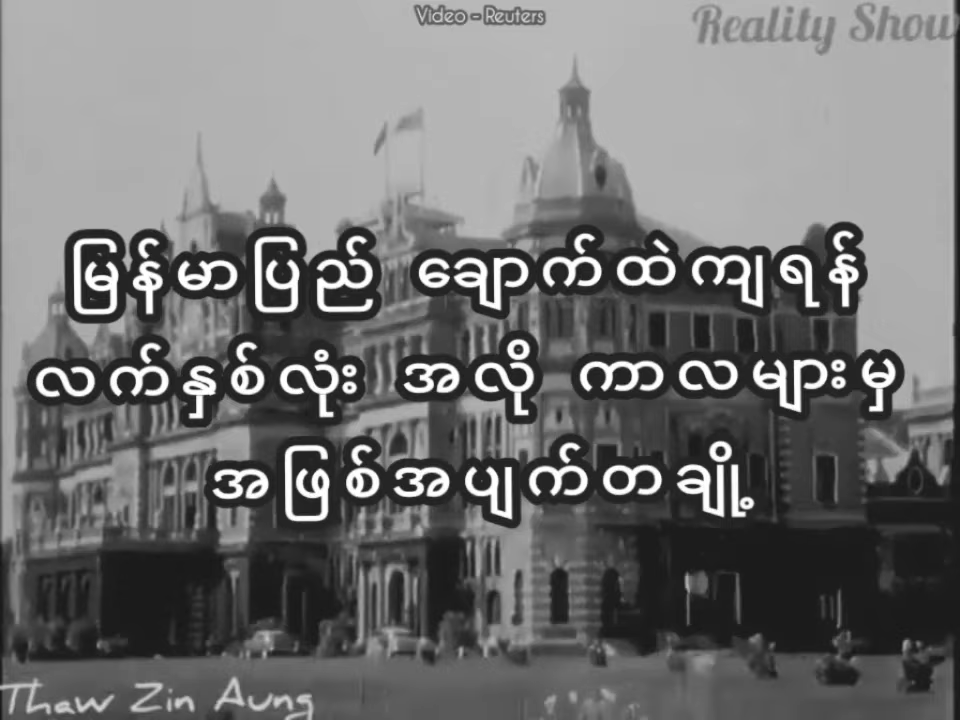 Video - Reuters
Reality Show
မြန်မာပြည် ချောက်ထဲကျရန်
လက်နှစ်လုံး အလို ကာလများမှ
အဖြစ်အပျက်တချို့
Thaw Zin Aung